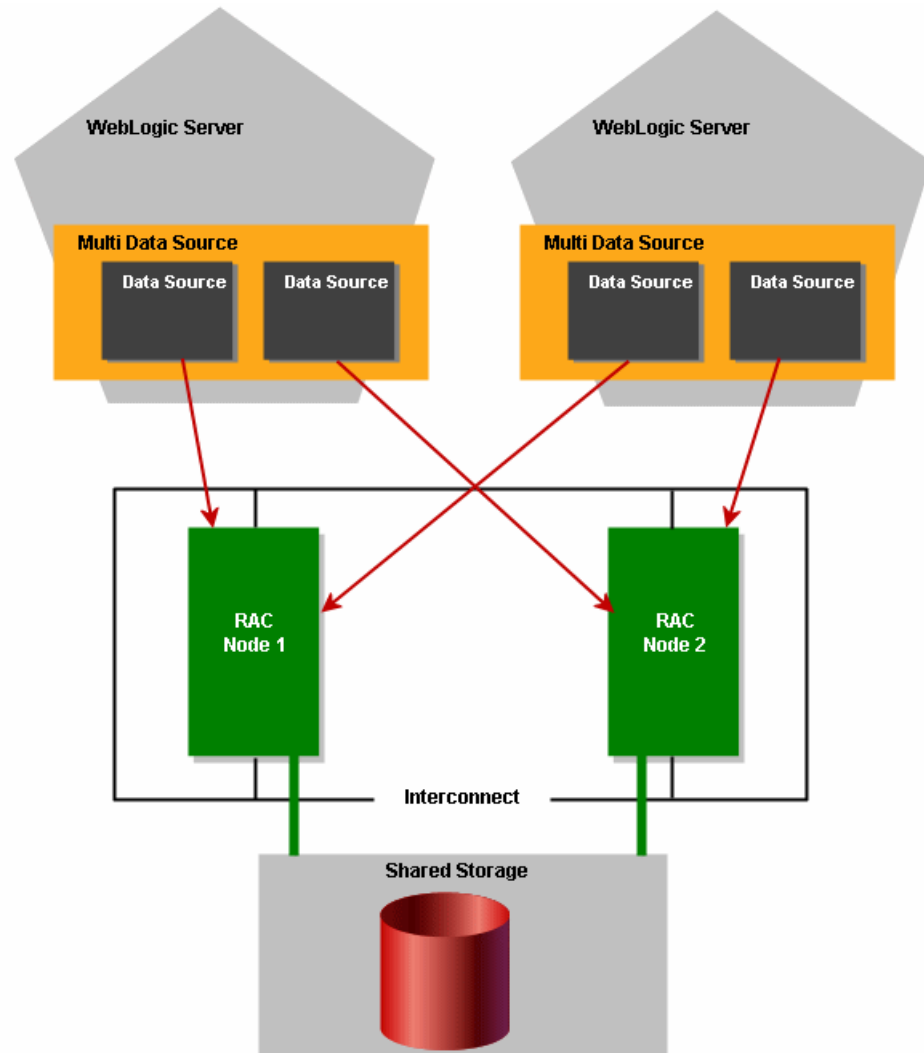 WebLogic Server
WebLogic Server
Multi Data Source
Multi Data Source
Data Source
Data Source
Data Source
Data Source
RAC
Node 1
RAC
Node 2
Interconnect
Shared Storage